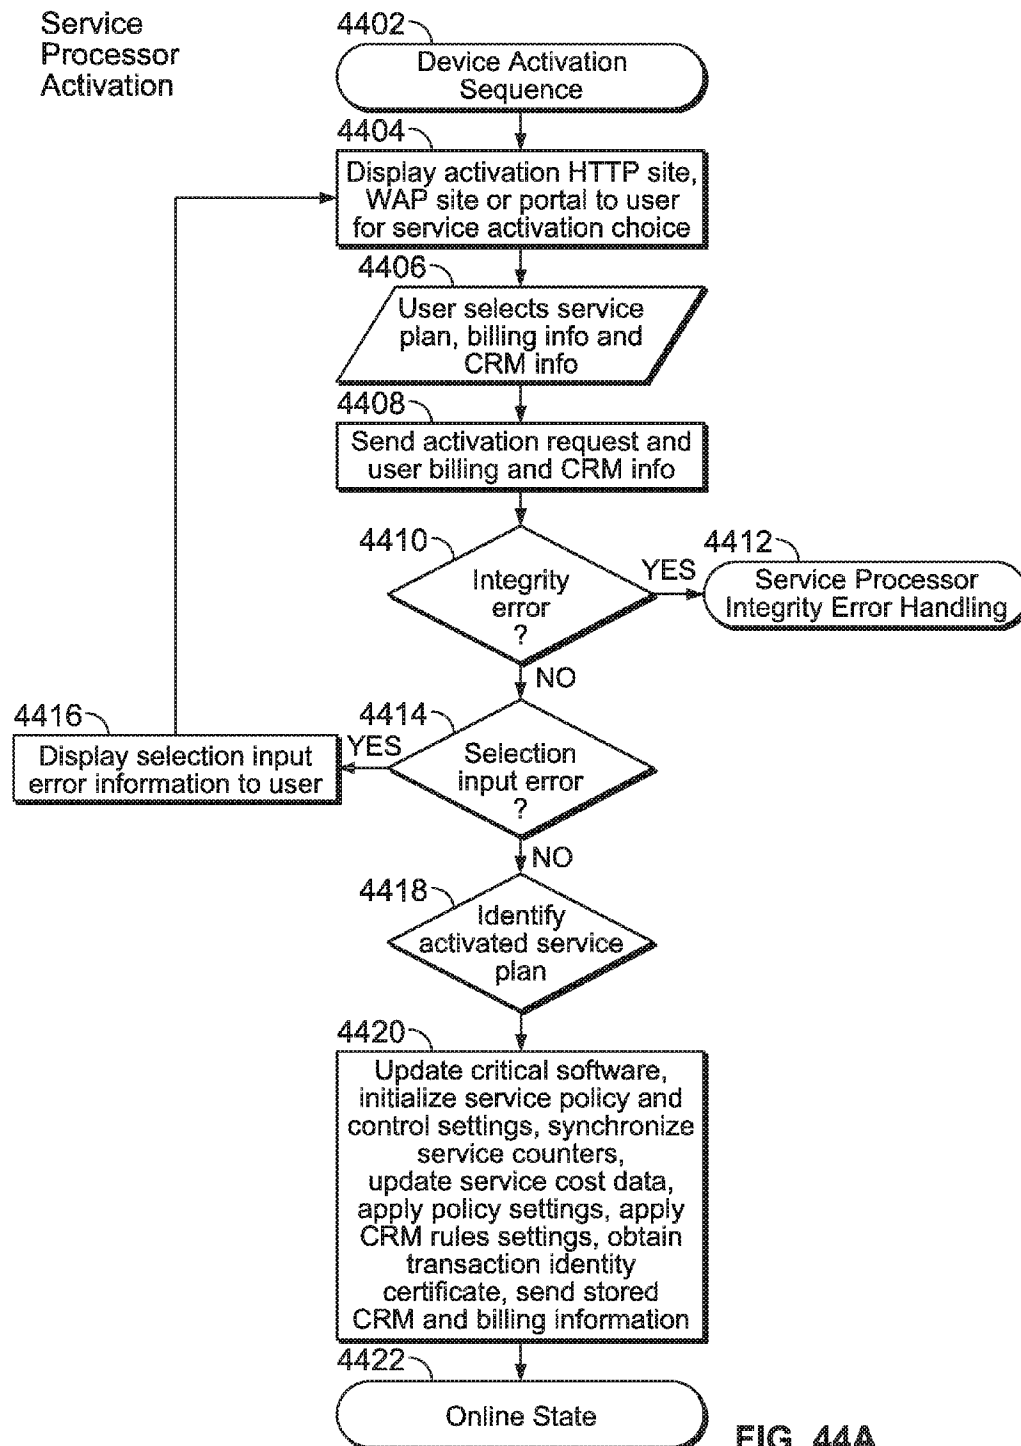 Service
Processor
Activation
4402
Device Activation
Sequence
4404
Display activation HTTP site,
WAP site or portal to user
for service activation choice
4406
User selects service
plan, billing info and
CRM info
4408
Send activation request and
user billing and CRM info
4410
Integrity
error
?
YES
4412
Service Processor
Integrity Error Handling
NO
4414
Selection
input error
?
YES
4416
Display selection input
error information to user
NO
4418
Identify
activated service
plan
4420
Update critical software,
initialize service policy and
control settings, synchronize
service counters,
update service cost data,
apply policy settings, apply
CRM rules settings, obtain
transaction identity
certificate, send stored
CRM and billing information
4422
Online State
FIG. 44A